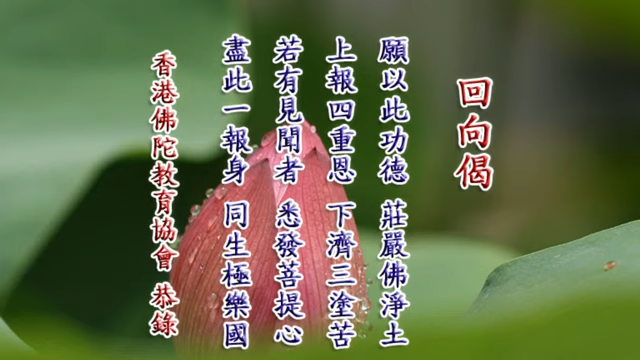 回向偈
願以此功德 莊嚴佛淨土
上報四重恩 下濟三塗苦
若有見聞者 悉發菩提心
盡此一報身 同生極樂國
香港佛陀教育協會 恭錄